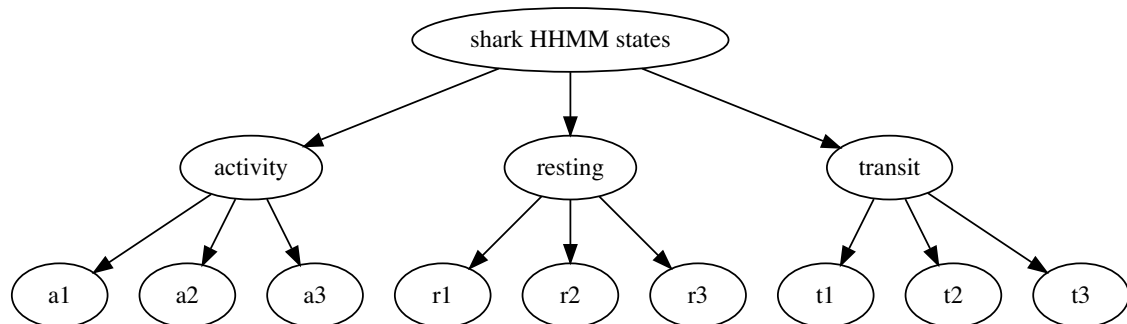 shark HHMM states
activity
resting
transit
a1
a2
a3
r1
r2
r3
t1
t2
t3